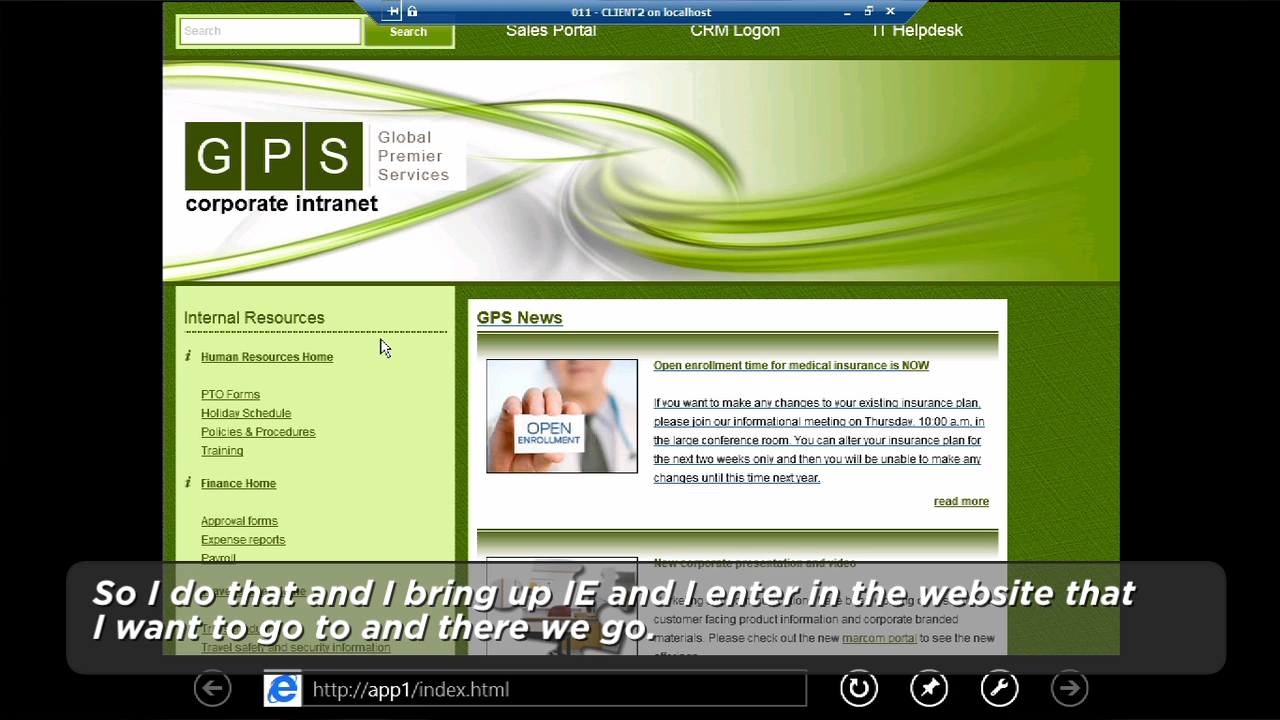 011 - CLIENT2 on localhost
Search
Search
Sales Portal
CRM Logon
IT Helpdesk
G P S
Global
Premier
Services
corporate intranet
Internal Resources
Human Resources Home
PTO Forms
Holiday Schedule
Policies & Procedures
Training
Finance Home
Approval forms
Expense reports
Payroll
Travel safety and security information
GPS News
OPEN
ENROLLMENT
Open enrollment time for medical insurance is NOW
If you want to make any changes to your existing insurance plan,
please join our informational meeting on Thursday, 10:00 a.m. in
the large conference room. You can alter your insurance plan for
the next two weeks only and then you will be unable to make any
changes until this time next year.
read more
New corporate presentation and video
customer facing product information and corporate branded
materials. Please check out the new marcom portal to see the new
So I do that and I bring up IE and I enter in the website that
I want to go to and there we go.
http://app1/index.html